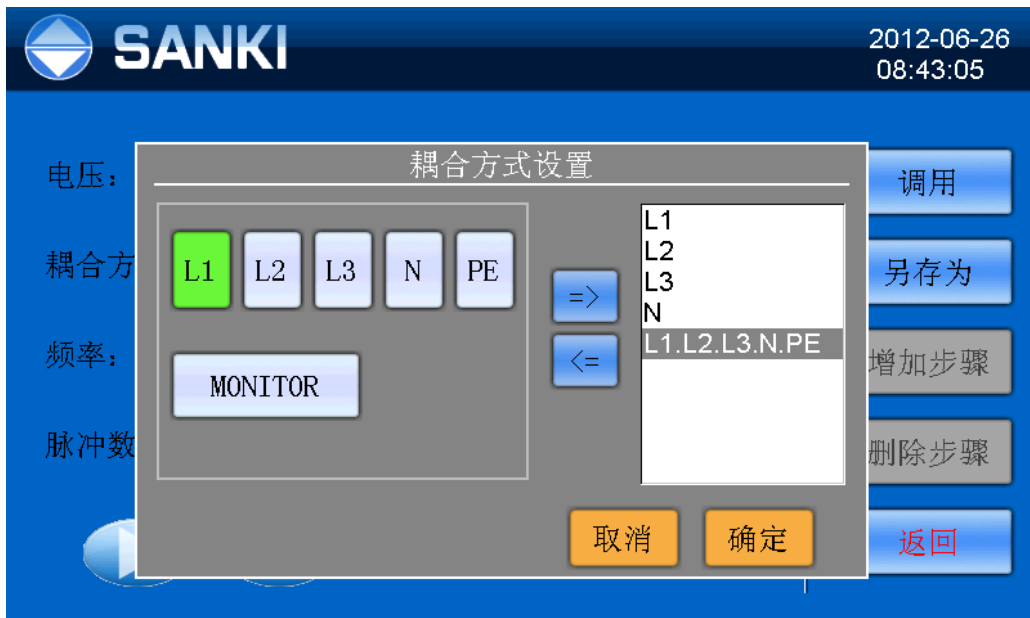 SANKI
2012-06-26
08:43:05
耦合方式设置
电压：
耦合方
频率：
脉冲数
L1 L2 L3 N PE
MONITOR
=>
<=
L1
L2
L3
N
L1.L2.L3.N.PE
取消 确定
调用
另存为
增加步骤
删除步骤
返回